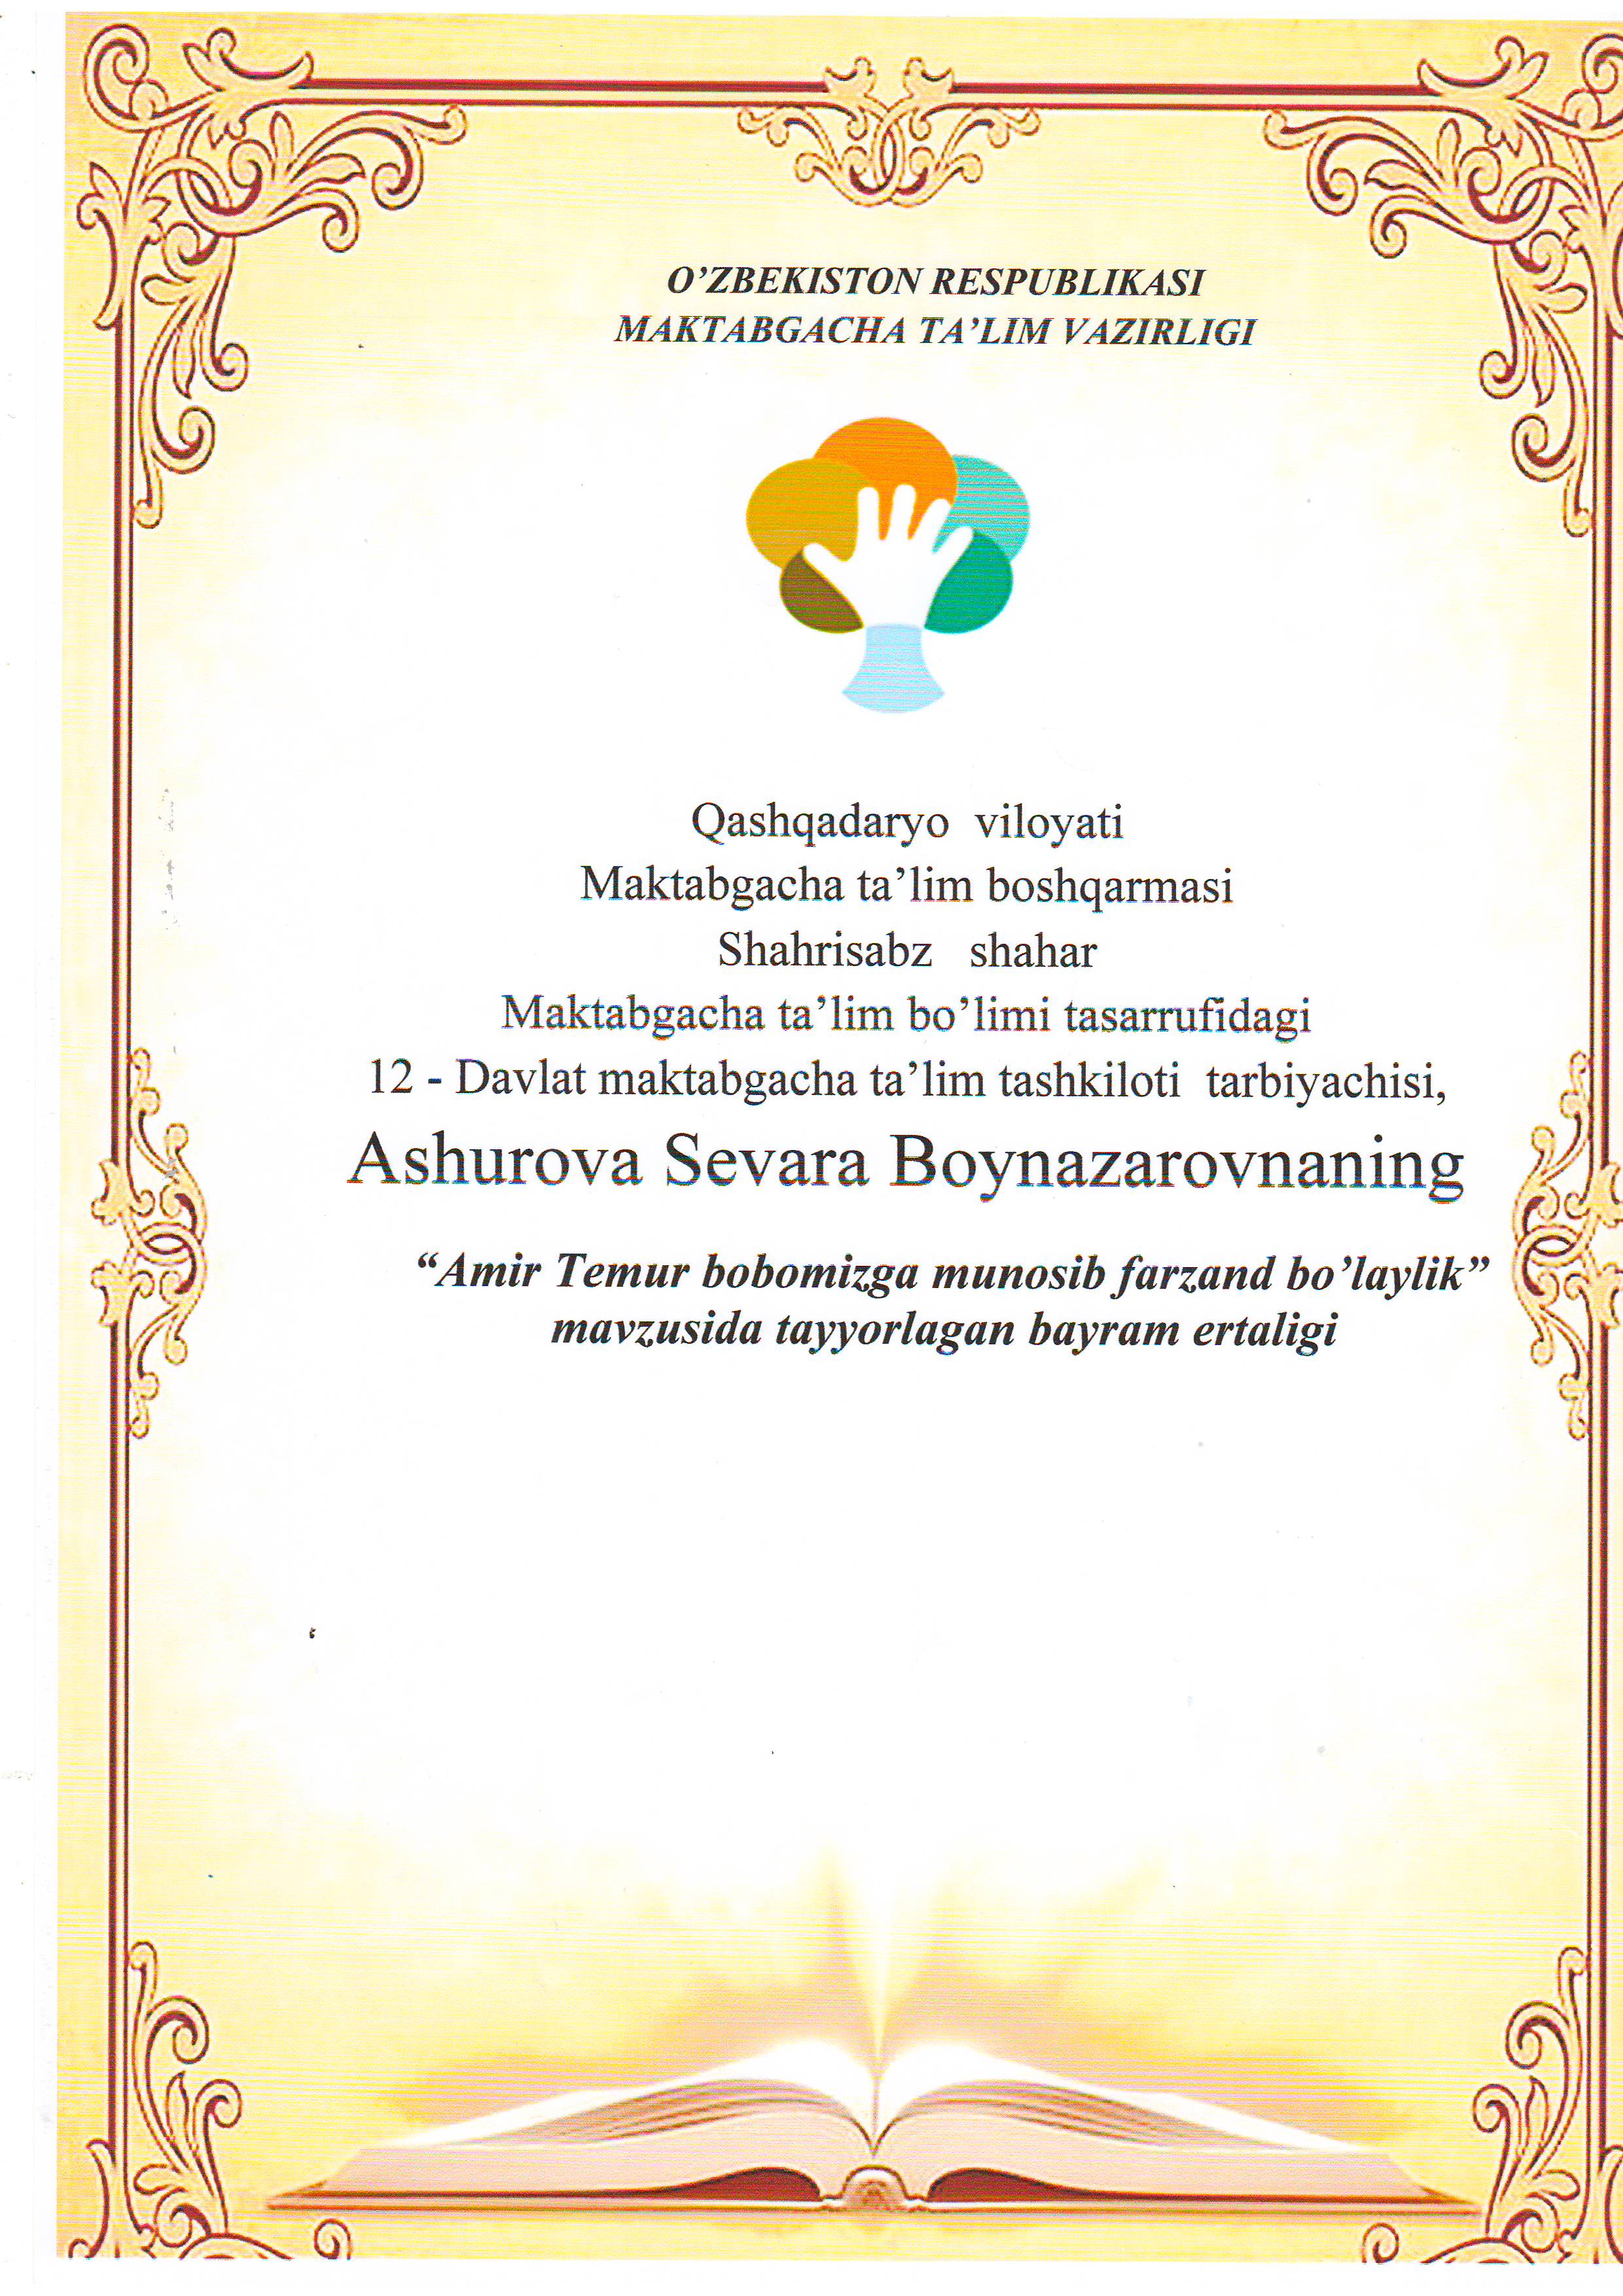 O’ZBEKISTON RESPUBLIKASI
MAKTABGACHA TA’LIM VAZIRLIGI
Qashqadaryo viloyati
Maktabgacha ta’lim boshqarmasi
Shahrisabz shahar
Maktabgacha ta’lim bo’limi tasarrufidagi
12 - Davlat maktabgacha ta’lim tashkiloti tarbiyachisi,
Ashurova Sevara Boynazarovnaning
“Amir Temur bobomizga munosib farzand bo’laylik”
mavzusida tayyorlagan bayram ertaligi